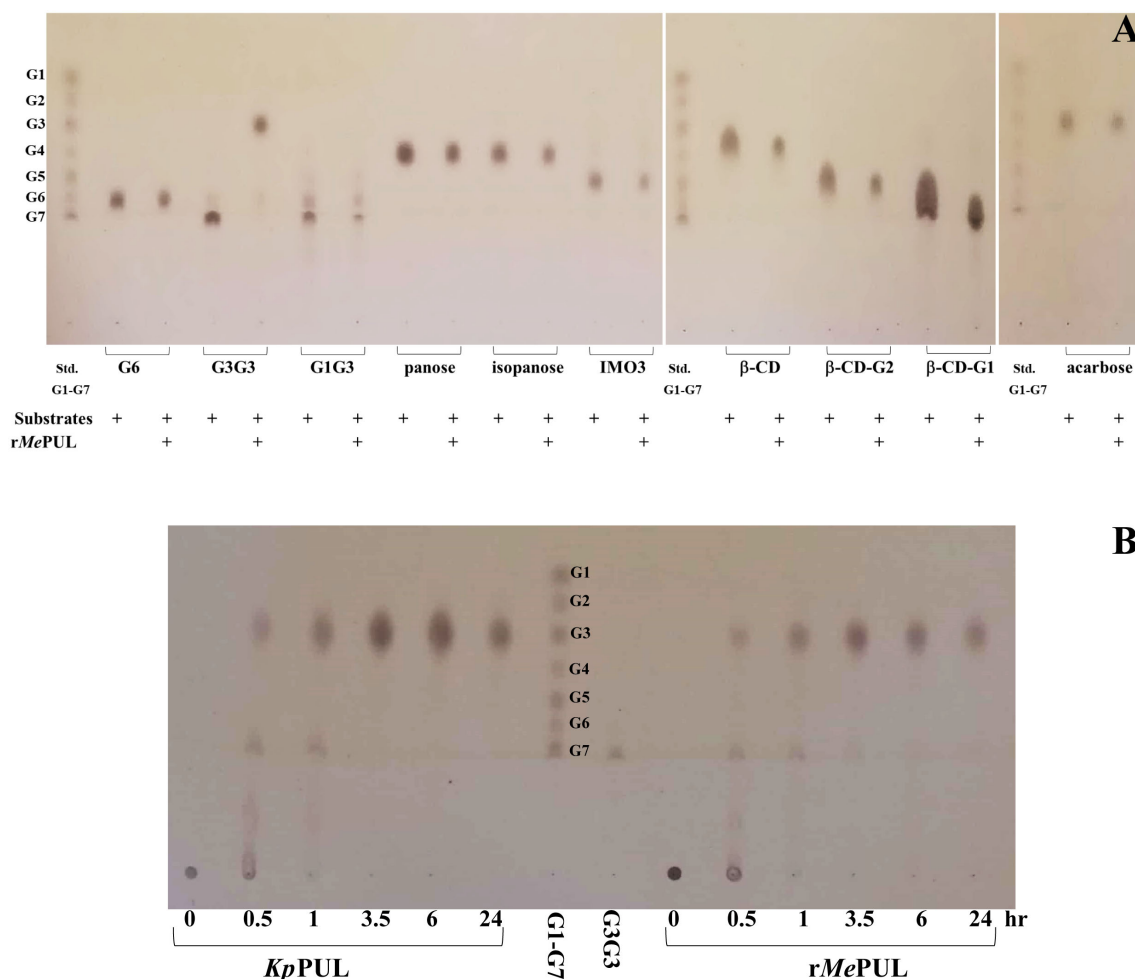 A
G1
G2
G3
G4
G5
G6
G7
Std.
G1-G7
G6
G3G3
G1G3
panose
isopanose
IMO3
Std.
G1-G7
β-CD
β-CD-G2
β-CD-G1
Std.
G1-G7
acarbose
Substrates + + + + + + + + + + + + + + + + + + + +
rMePUL + + + + + + + + + +
B
G1
G2
G3
G4
G5
G6
G7
0 0.5 1 3.5 6 24 G1-G7 G3G3 0 0.5 1 3.5 6 24 hr
KpPUL rMePUL